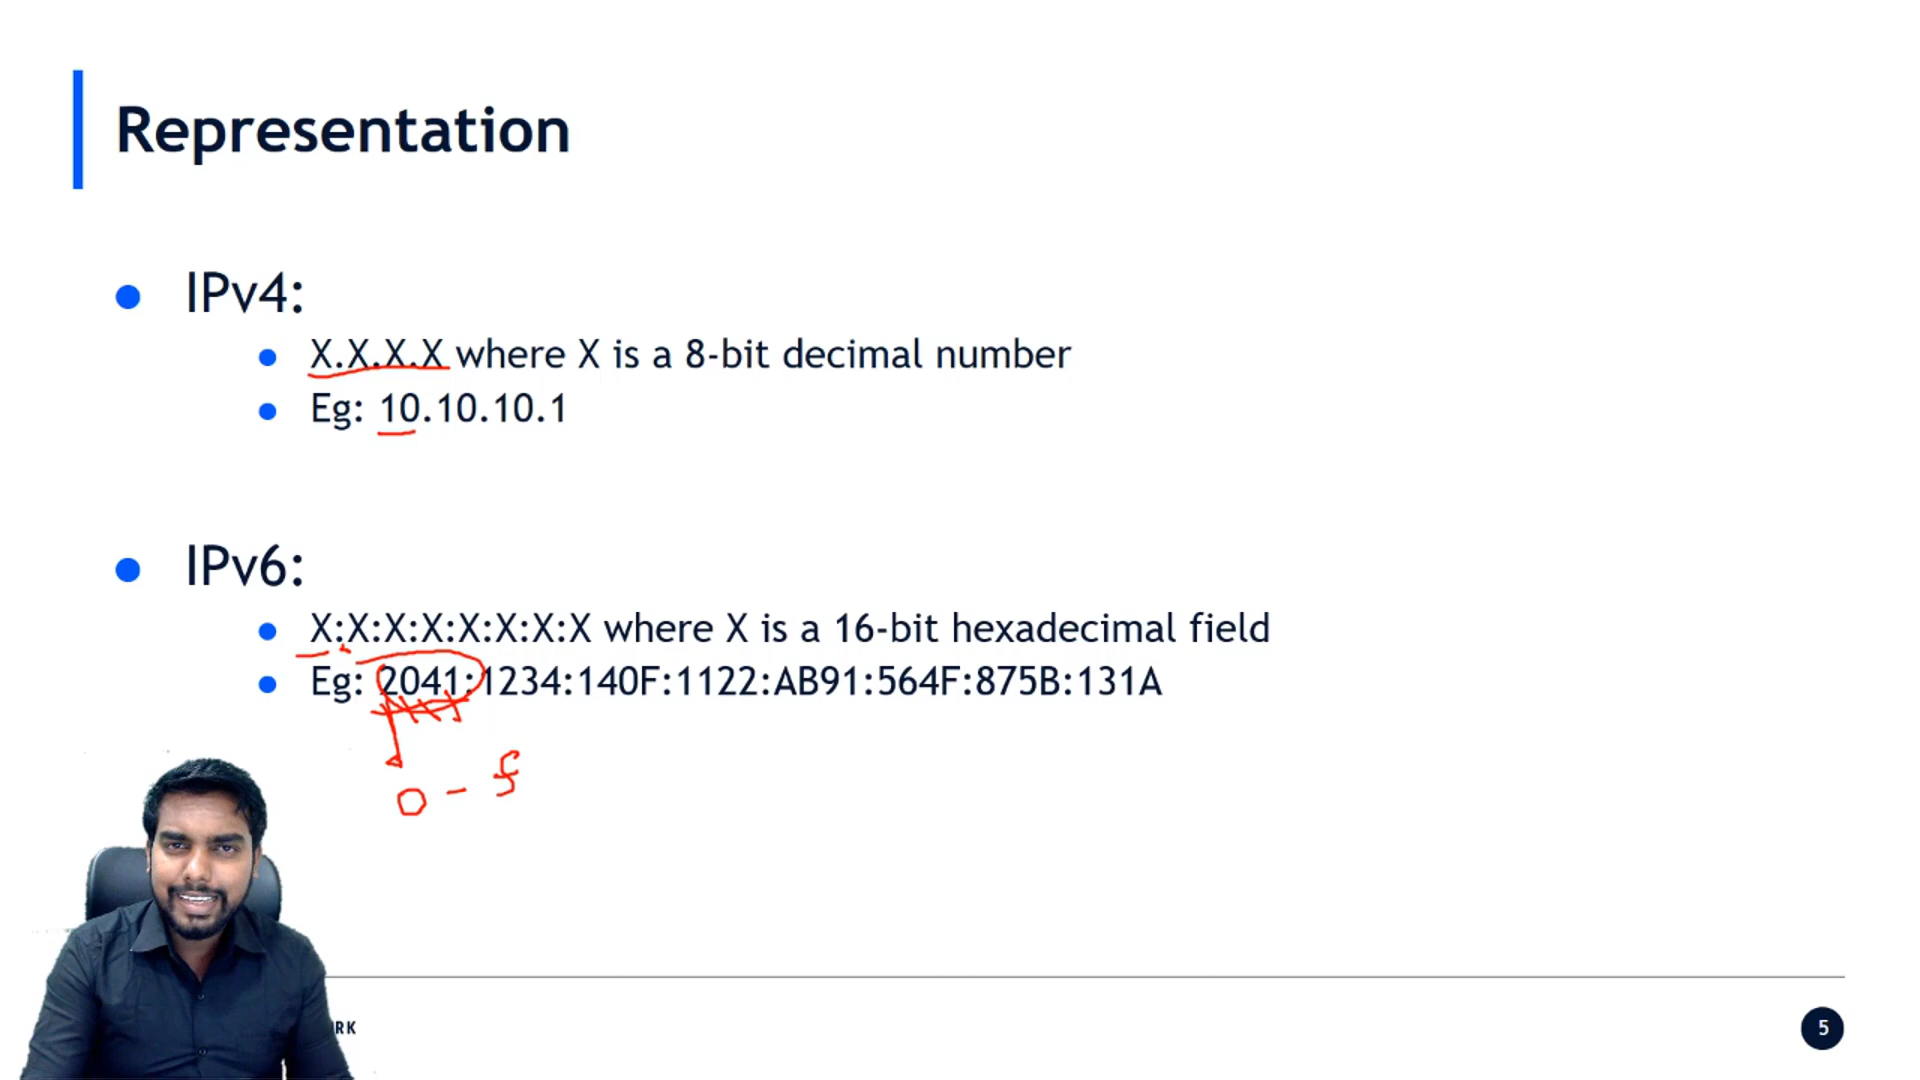 Representation
IPv4:
X.X.X.X where X is a 8-bit decimal number
Eg: 10.10.10.1
IPv6:
X:X:X:X:X:X:X:X where X is a 16-bit hexadecimal field
Eg: 2041:1234:140F:1122:AB91:564F:875B:131A
0 - f
RK
5